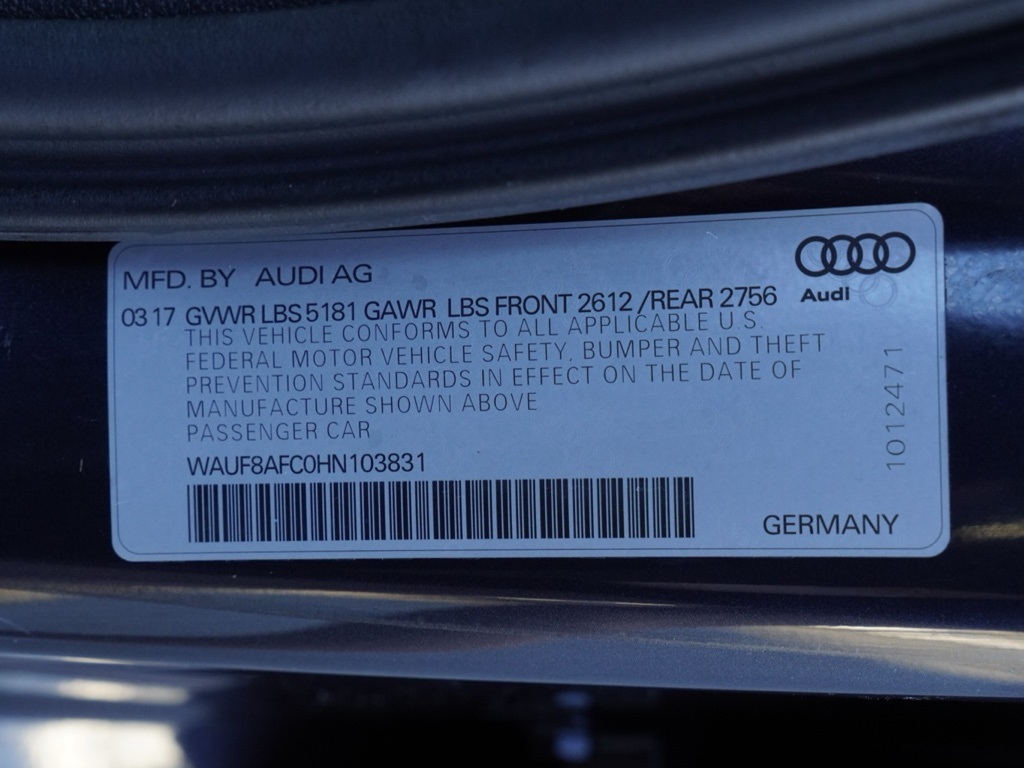 MFD. BY AUDI AG
Audi
03 17 GVWR LBS 5181 GAWR LBS FRONT 2612 /REAR 2756
THIS VEHICLE CONFORMS TO ALL APPLICABLE U.S.
FEDERAL MOTOR VEHICLE SAFETY, BUMPER AND THEFT
PREVENTION STANDARDS IN EFFECT ON THE DATE OF
MANUFACTURE SHOWN ABOVE
PASSENGER CAR
WAUF8AFC0HN103831
GERMANY
1012471